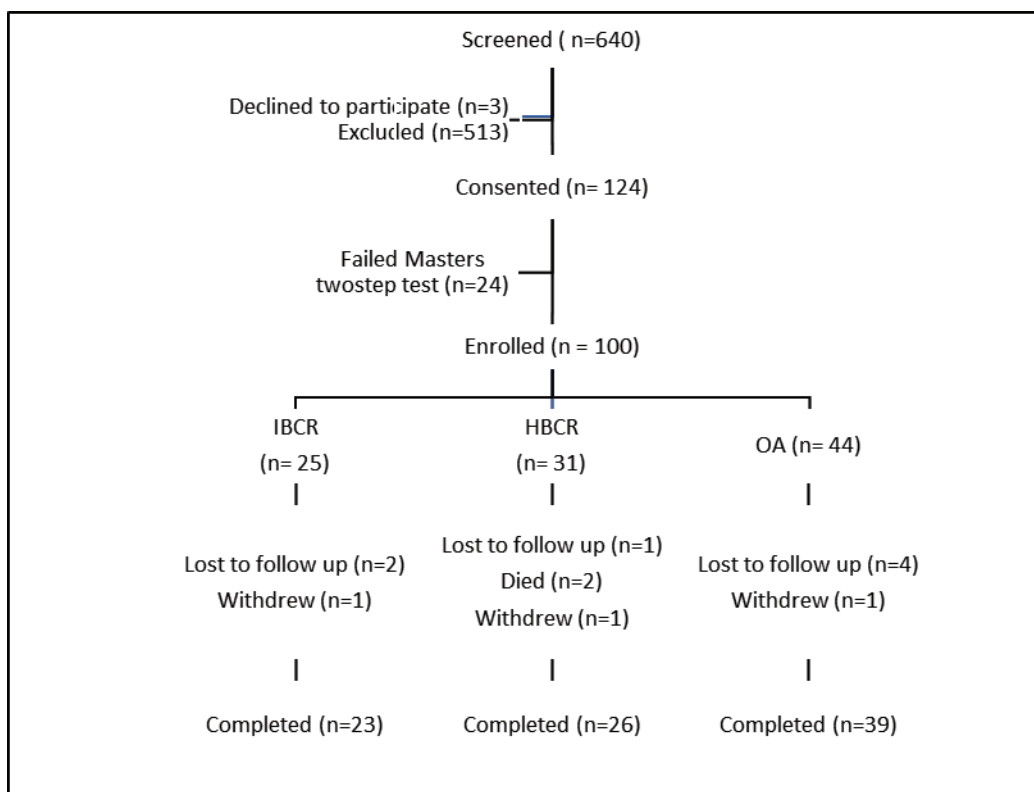 Screened ( n=640)
Declined to participate (n=3)
Excluded (n=513)
Consented (n= 124)
Failed Masters
twostep test (n=24)
Enrolled (n = 100)
IBCR
(n= 25)
HBCR
(n= 31)
OA (n= 44)
Lost to follow up (n=2)
Withdrew (n=1)
Lost to follow up (n=1)
Died (n=2)
Withdrew (n=1)
Lost to follow up (n=4)
Withdrew (n=1)
Completed (n=23)
Completed (n=26)
Completed (n=39)